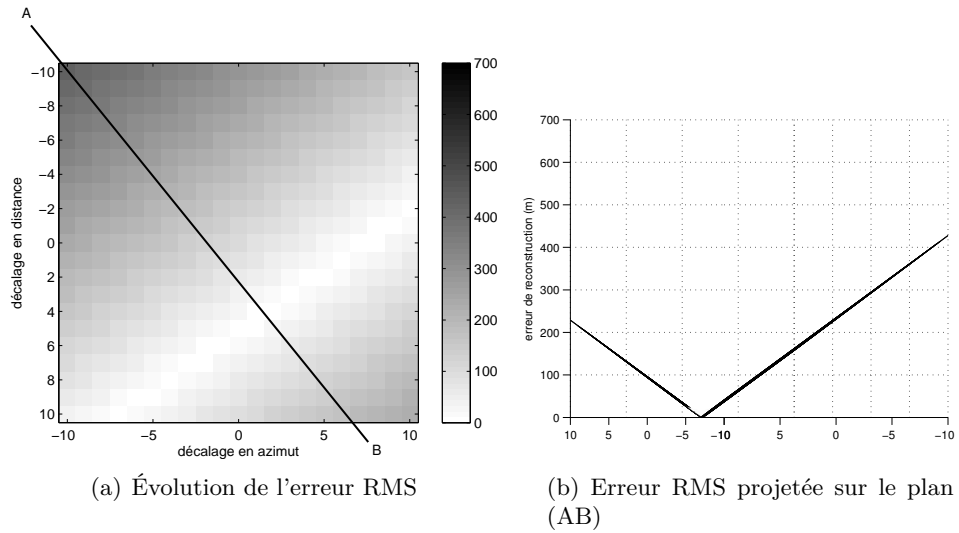 A
−10
−8
−6
−4
−2
0
2
4
6
8
10
décalage en distance
−10 −5 0 5 10
décalage en azimut
B
700
600
500
400
300
200
100
0
(a) Évolution de l'erreur RMS
700
600
500
400
300
200
100
0
erreur de reconstruction (m)
10 5 0 -5 -10 -5 0 -5 -10
10
(b) Erreur RMS projetée sur le plan
(AB)